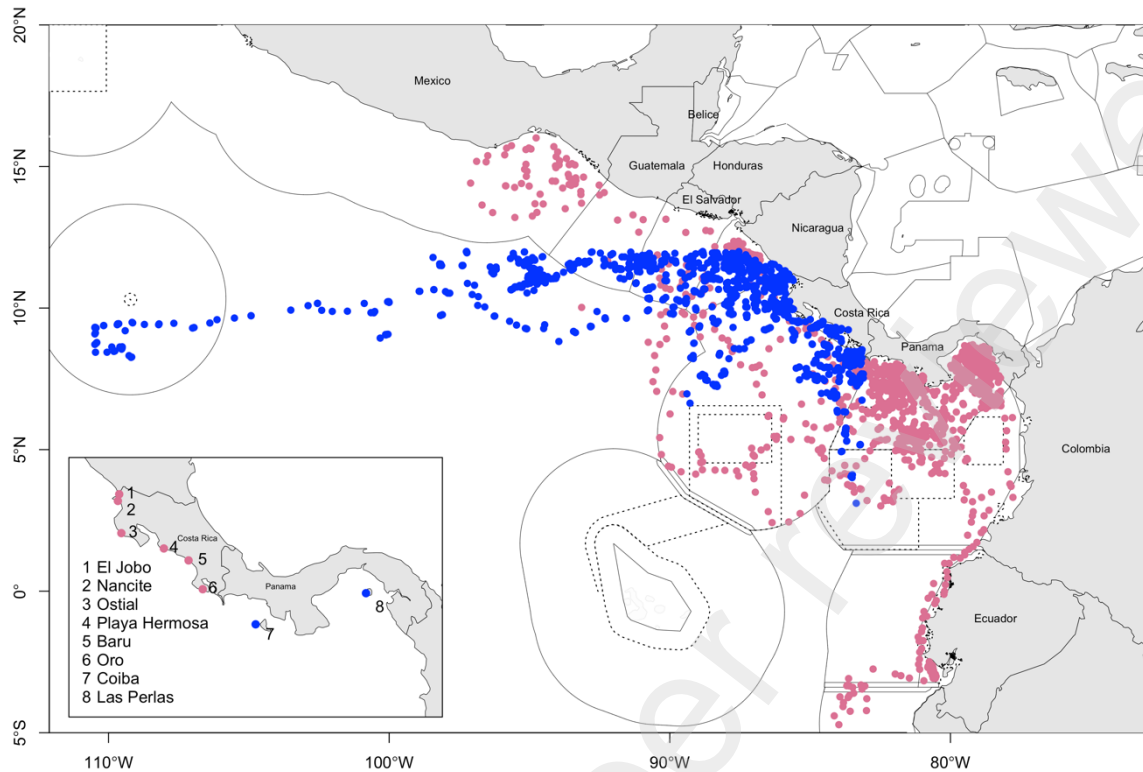 20°N
Mexico
Belice
15°N
Guatemala
Honduras
El Salvador
Nicaragua
10°N
Costa Rica
Panama
5°N
Colombia
1
2
3
4
Costa Rica
5
6
Panama
7
8
1 El Jobo
2 Nancite
3 Ostial
4 Playa Hermosa
5 Baru
6 Oro
7 Coiba
8 Las Perlas
0°
Ecuador
5°S
110°W
100°W
90°W
80°W
er review